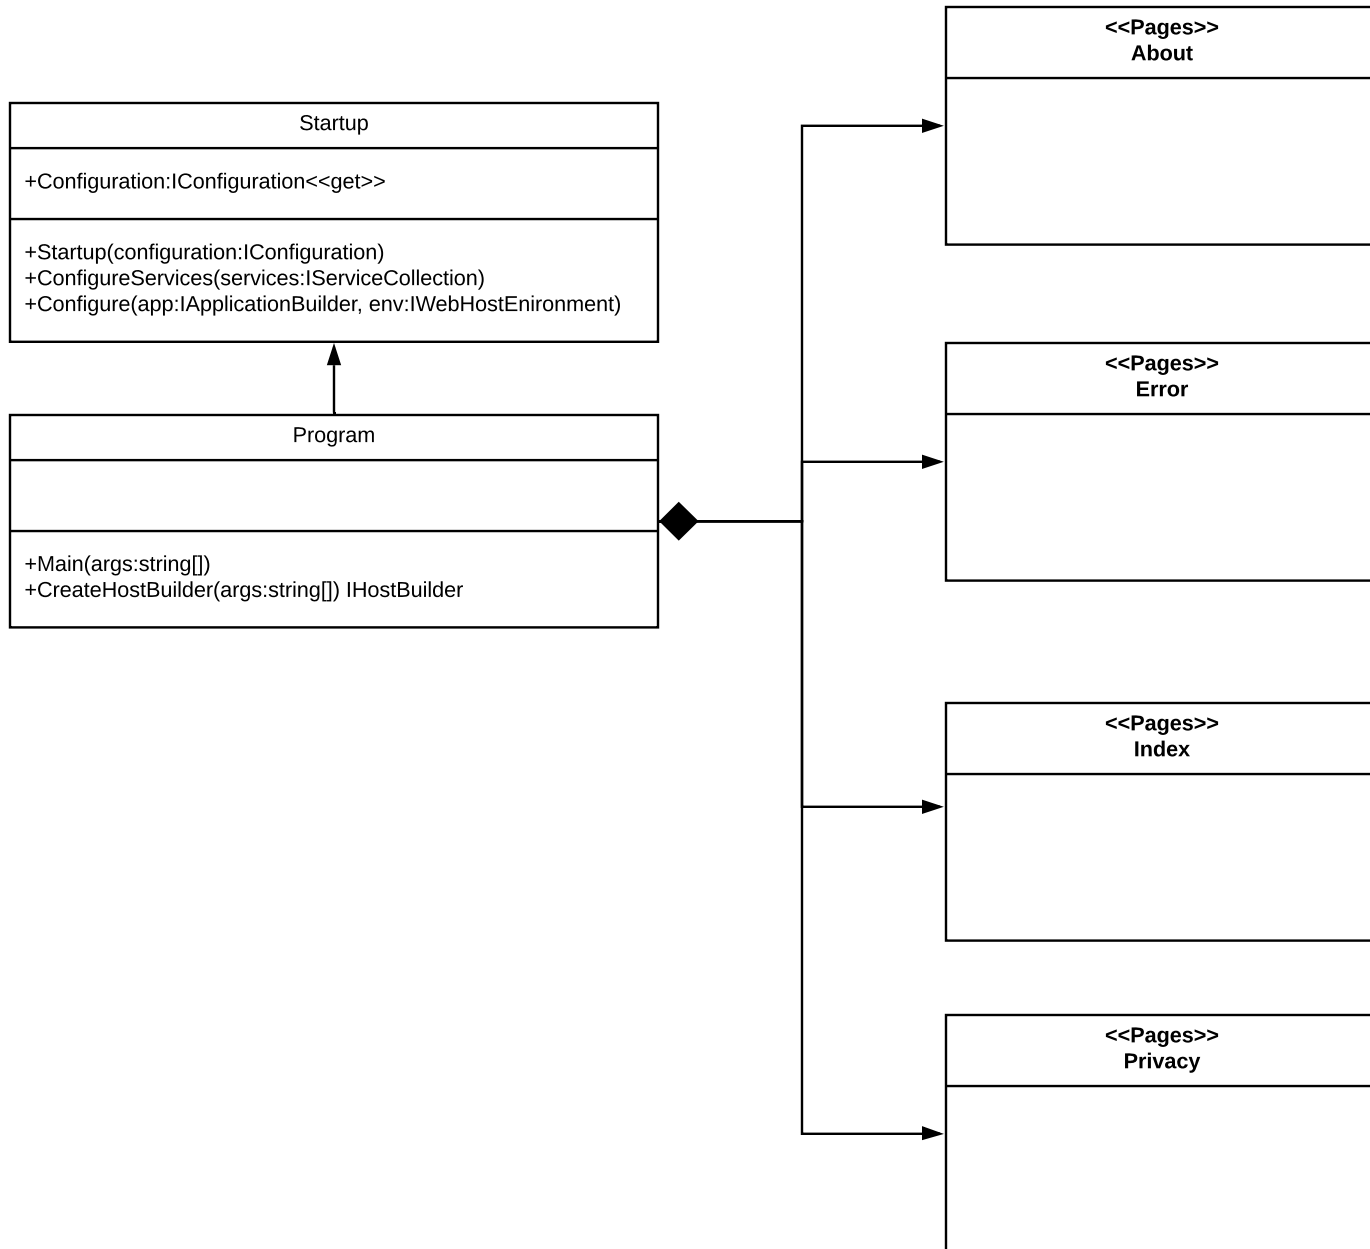 Startup
+Configuration:IConfiguration<<get>>
+Startup(configuration:IConfiguration)
+ConfigureServices(services:IServiceCollection)
+Configure(app:IApplicationBuilder, env:IWebHostEnironment)
Program
+Main(args:string[])
+CreateHostBuilder(args:string[]) IHostBuilder
<<Pages>>
About
<<Pages>>
Error
<<Pages>>
Index
<<Pages>>
Privacy